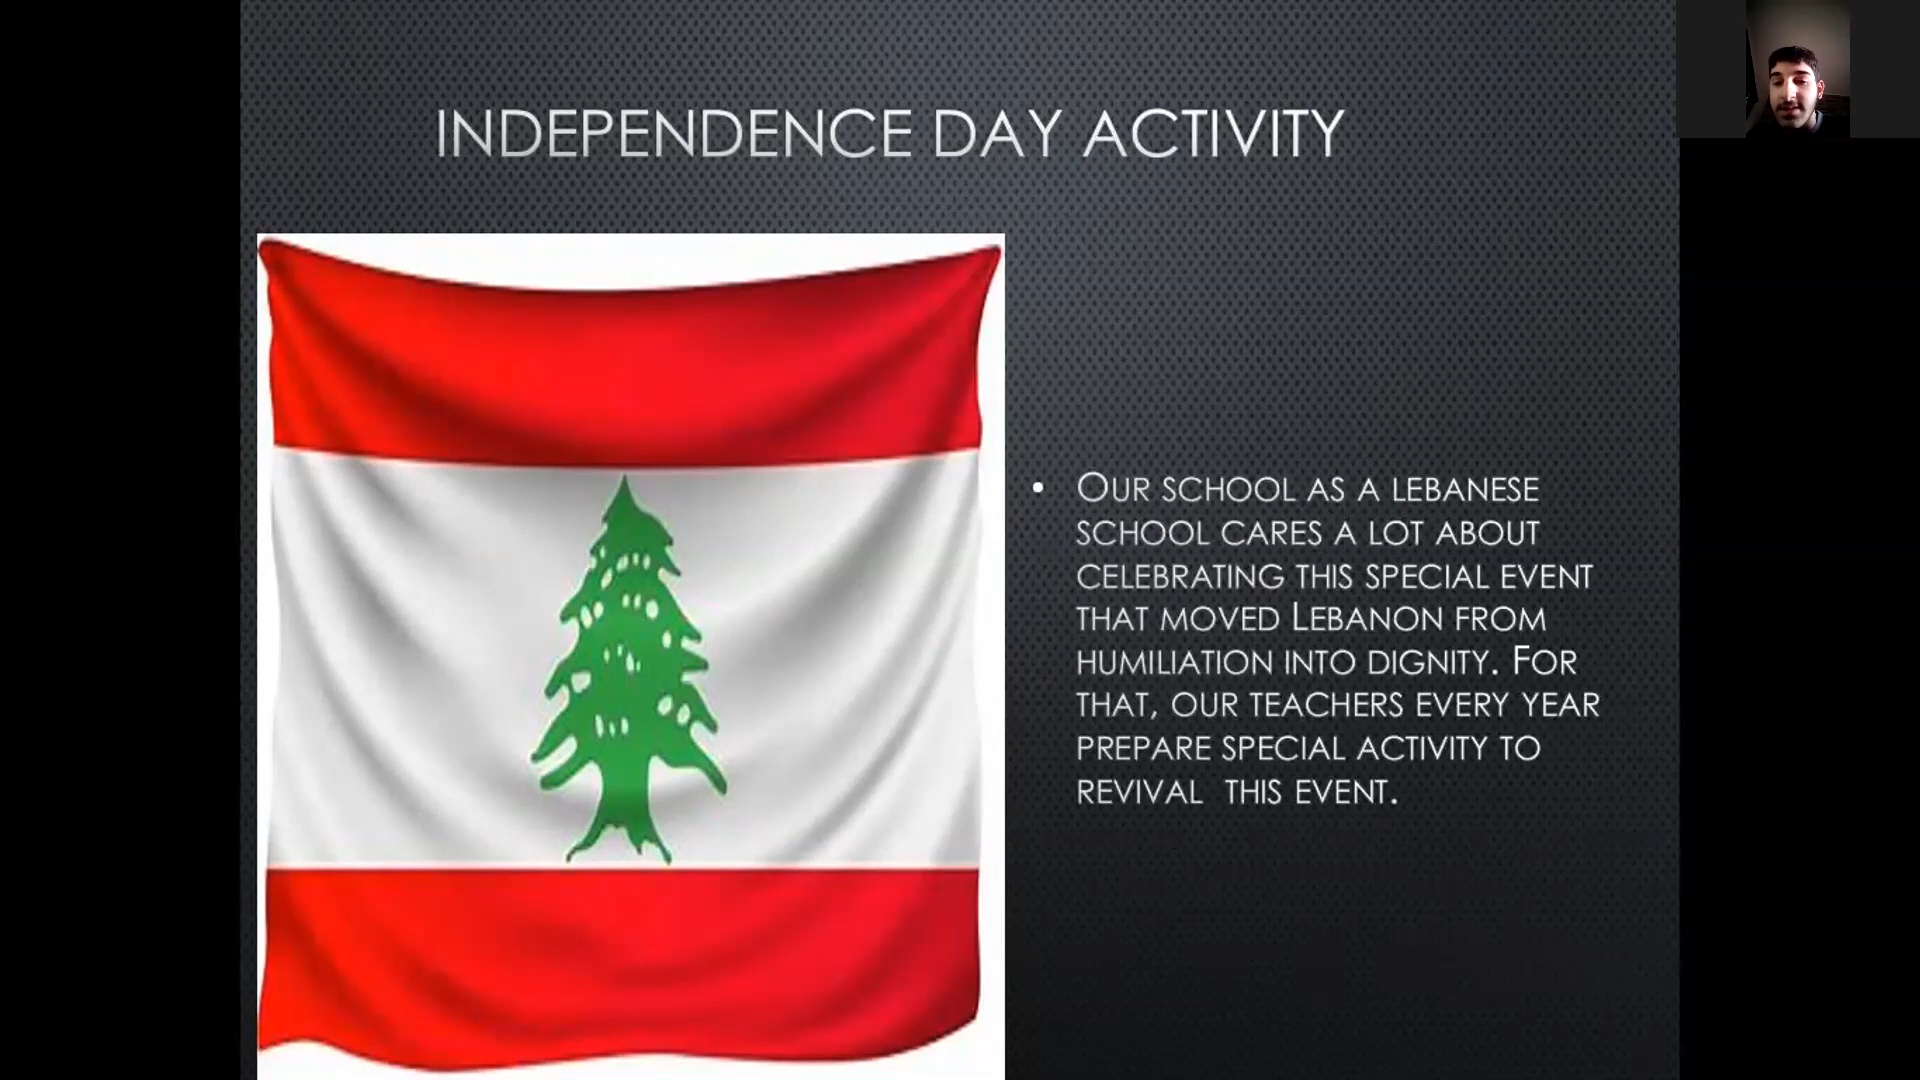 INDEPENDENCE DAY ACTIVITY
• OUR SCHOOL AS A LEBANESE
SCHOOL CARES A LOT ABOUT
CELEBRATING THIS SPECIAL EVENT
THAT MOVED LEBANON FROM
HUMILIATION INTO DIGNITY. FOR
THAT, OUR TEACHERS EVERY YEAR
PREPARE SPECIAL ACTIVITY TO
REVIVAL  THIS EVENT.